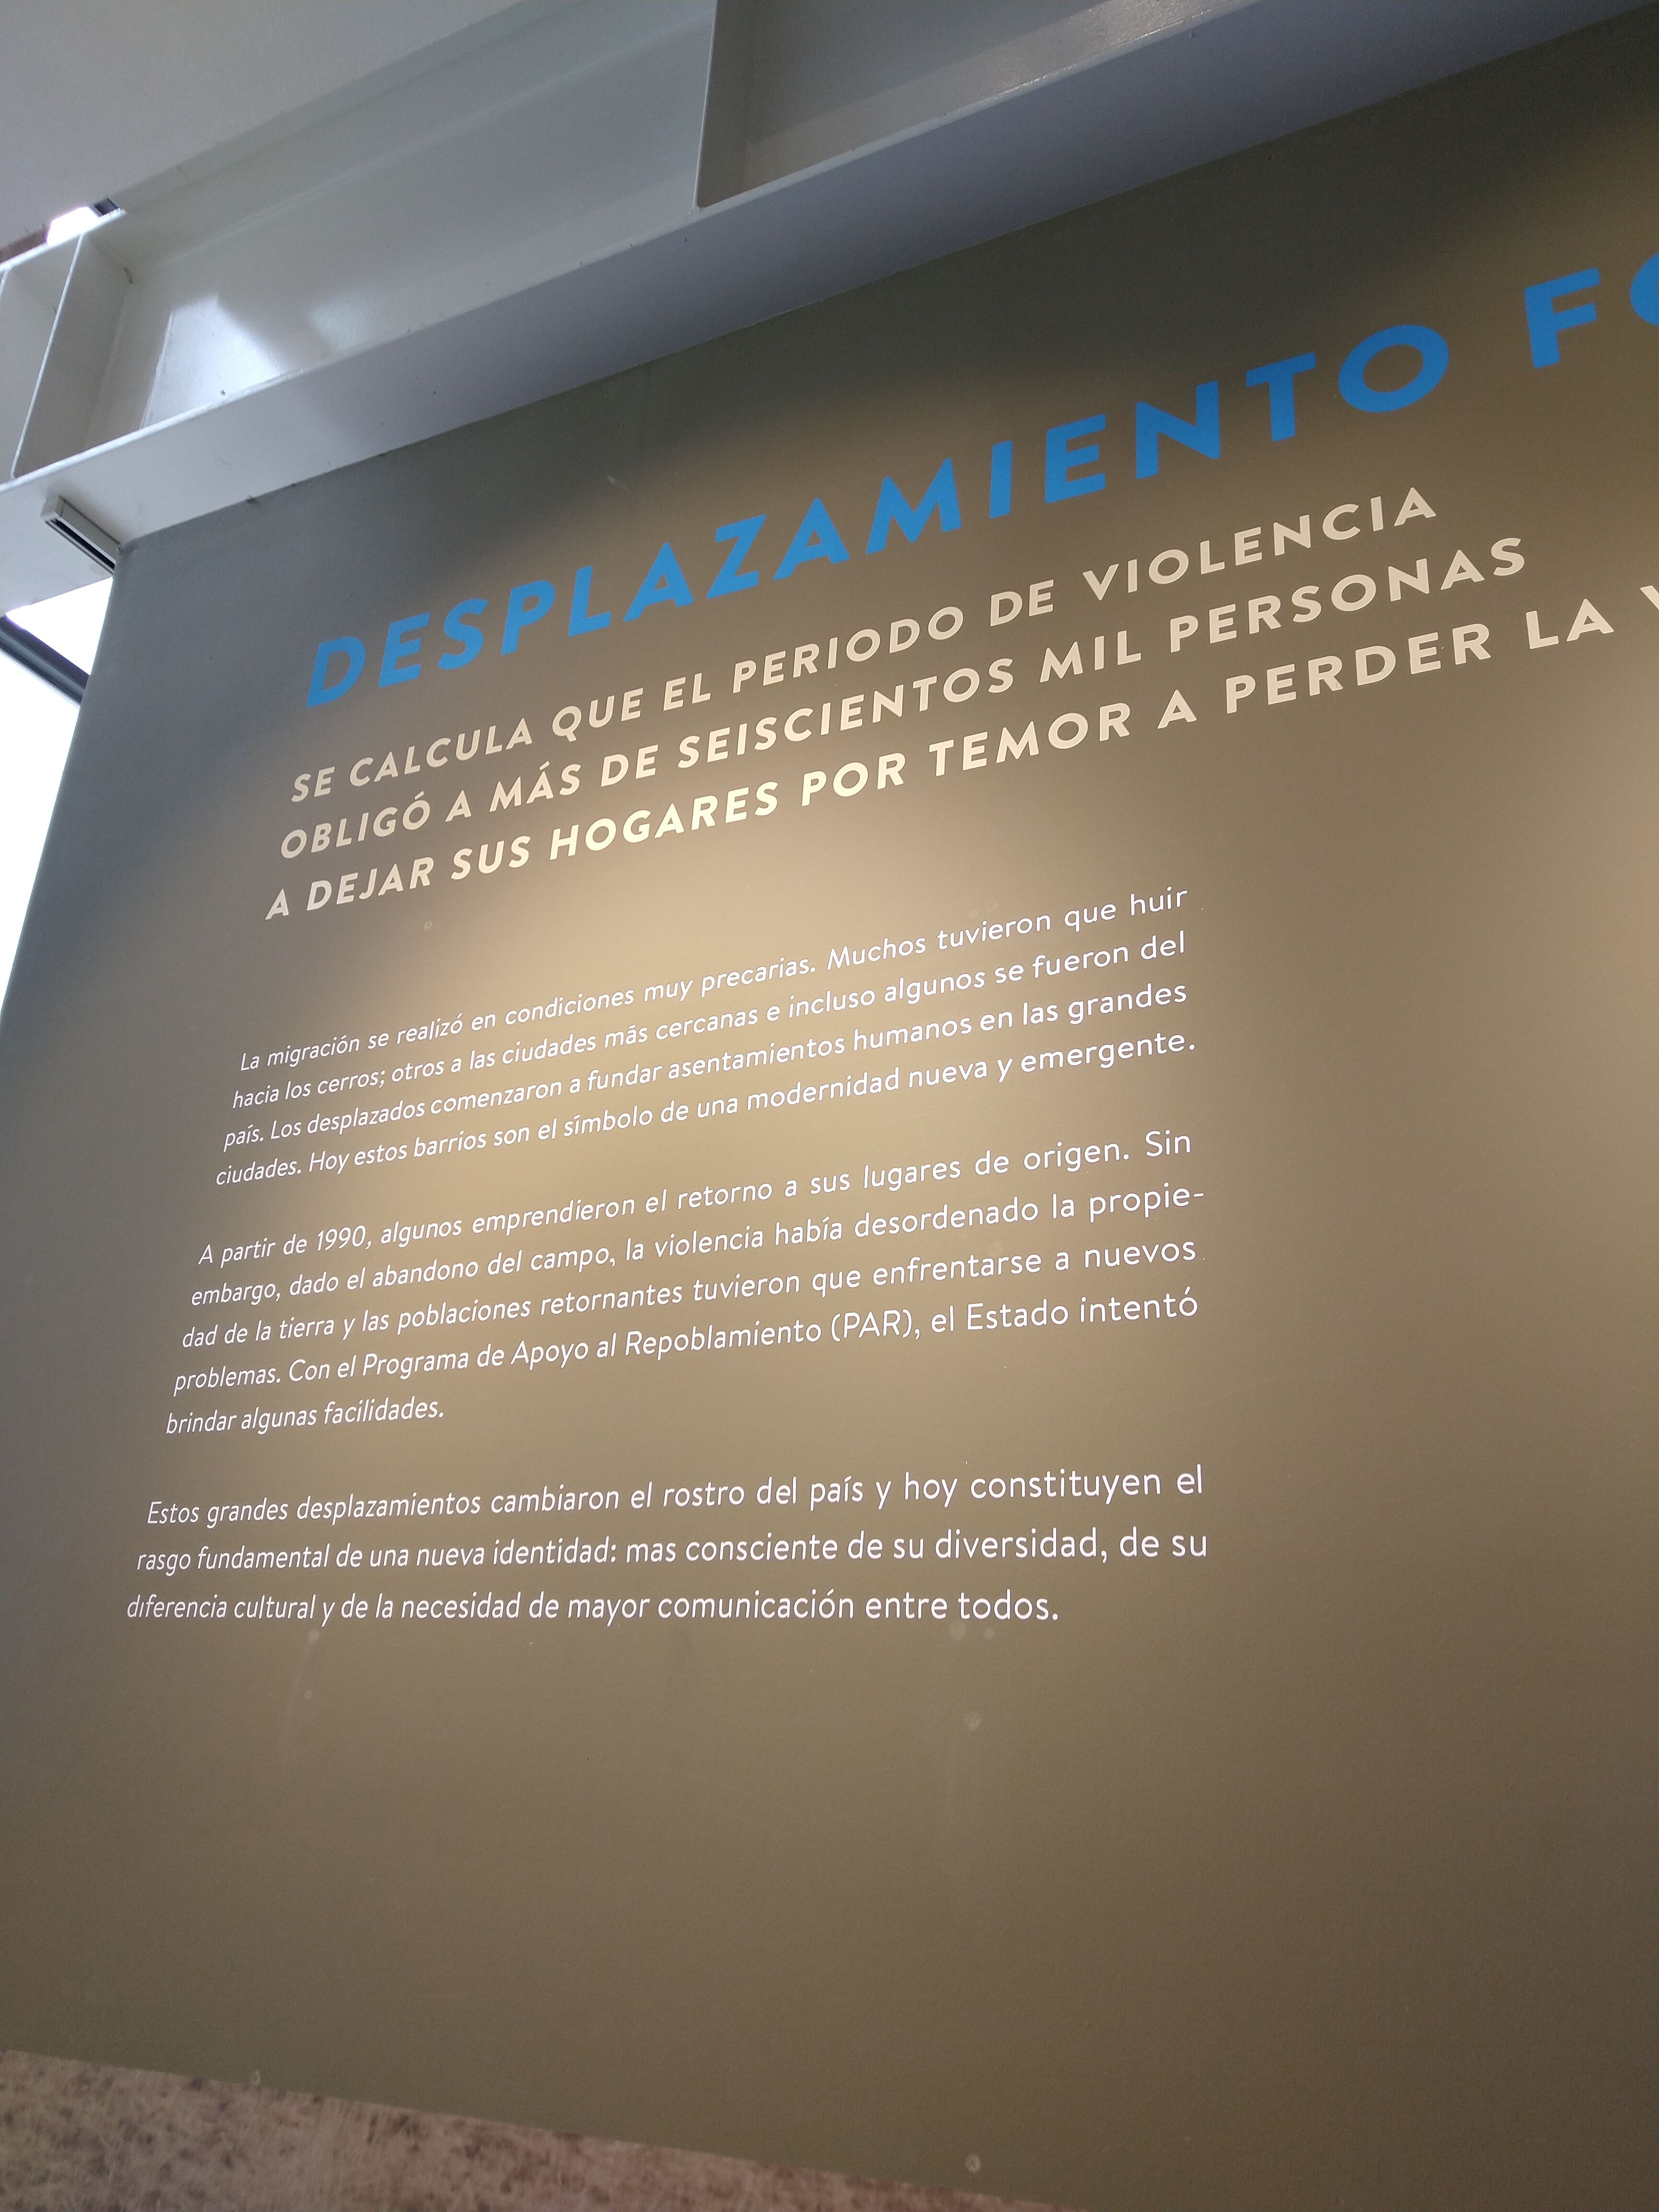 DESPLAZAMIENTO
SE CALCULA QUE EL PERIODO DE VIOLENCIA
OBLIGÓ A MÁS DE SEISCIENTOS MIL PERSONAS
A DEJAR SUS HOGARES POR TEMOR A PERDER LA
La migración se realizó en condiciones muy precarias. Muchos tuvieron que huir
hacia los cerros; otros a las ciudades más cercanas e incluso algunos se fueron del
país. Los desplazados comenzaron a fundar asentamientos humanos en las grandes
ciudades. Hoy estos barrios son el símbolo de una modernidad nueva y emergente.
A partir de 1990, algunos emprendieron el retorno a sus lugares de origen. Sin
embargo, dado el abandono del campo, la violencia había desordenado la propie-
dad de la tierra y las poblaciones retornantes tuvieron que enfrentarse a nuevos
problemas. Con el Programa de Apoyo al Repoblamiento (PAR), el Estado intentó
brindar algunas facilidades.
Estos grandes desplazamientos cambiaron el rostro del país y hoy constituyen el
rasgo fundamental de una nueva identidad: mas consciente de su diversidad, de su
diferencia cultural y de la necesidad de mayor comunicación entre todos.